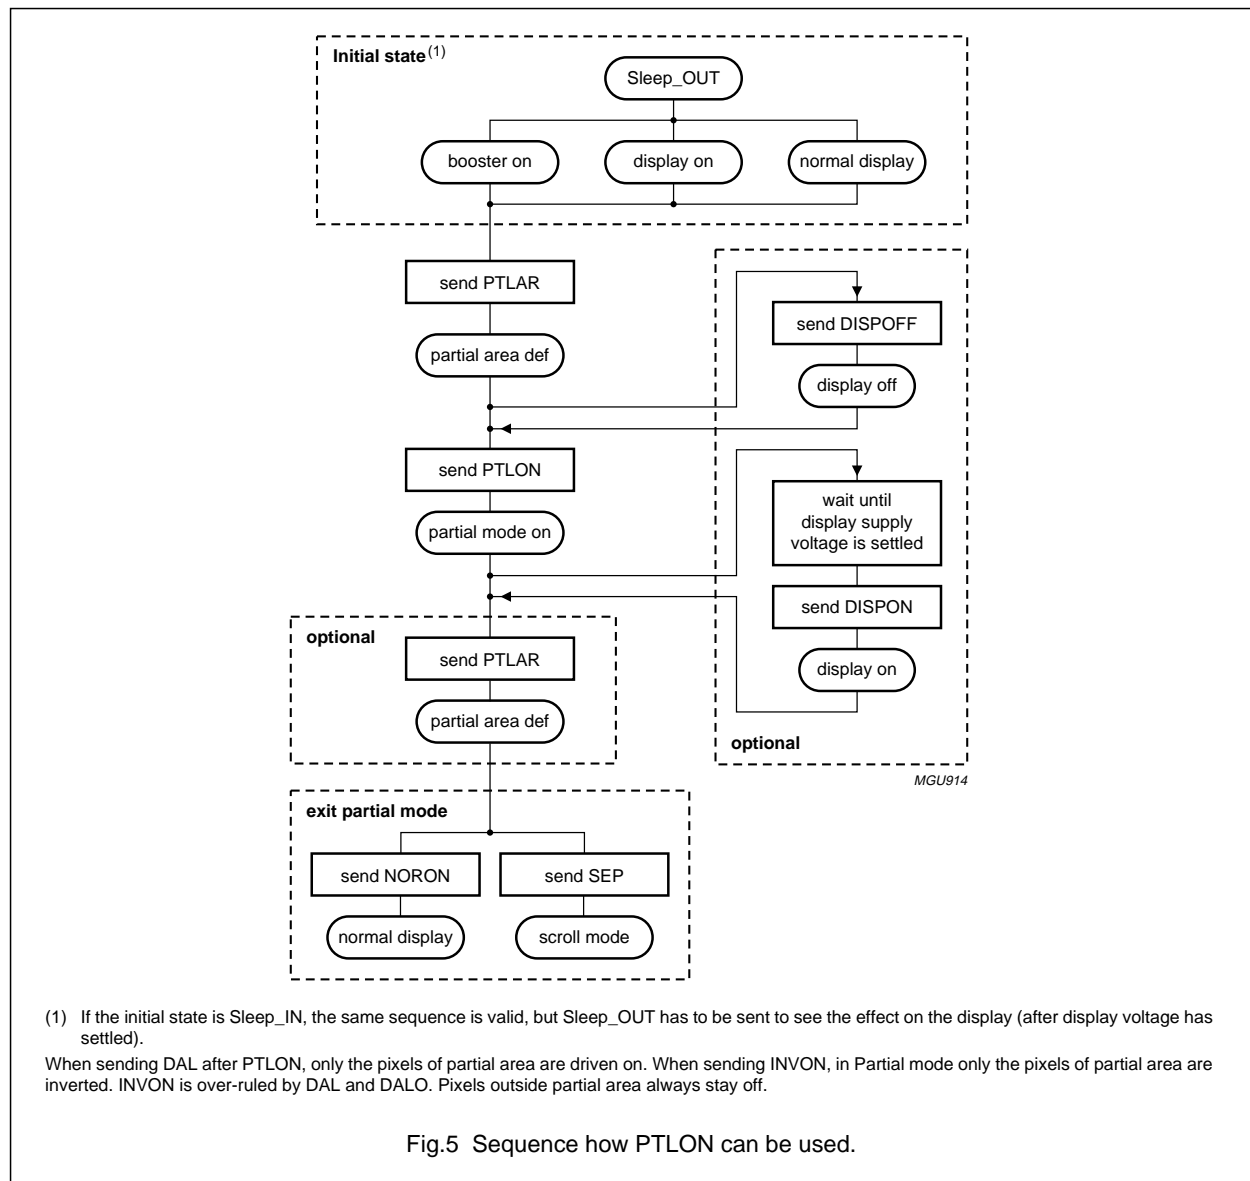 Initial state(1)
Sleep_OUT
booster on
display on
normal display
send PTLAR
partial area def
send DISPOFF
display off
send PTLON
partial mode on
wait until
display supply
voltage is settled
send DISPON
display on
optional
optional
send PTLAR
partial area def
MGU914
exit partial mode
send NORON
send SEP
normal display
scroll mode
(1) If the initial state is Sleep_IN, the same sequence is valid, but Sleep_OUT has to be sent to see the effect on the display (after display voltage has
settled).
When sending DAL after PTLON, only the pixels of partial area are driven on. When sending INVON, in Partial mode only the pixels of partial area are
inverted. INVON is over-ruled by DAL and DALO. Pixels outside partial area always stay off.
Fig.5 Sequence how PTLON can be used.